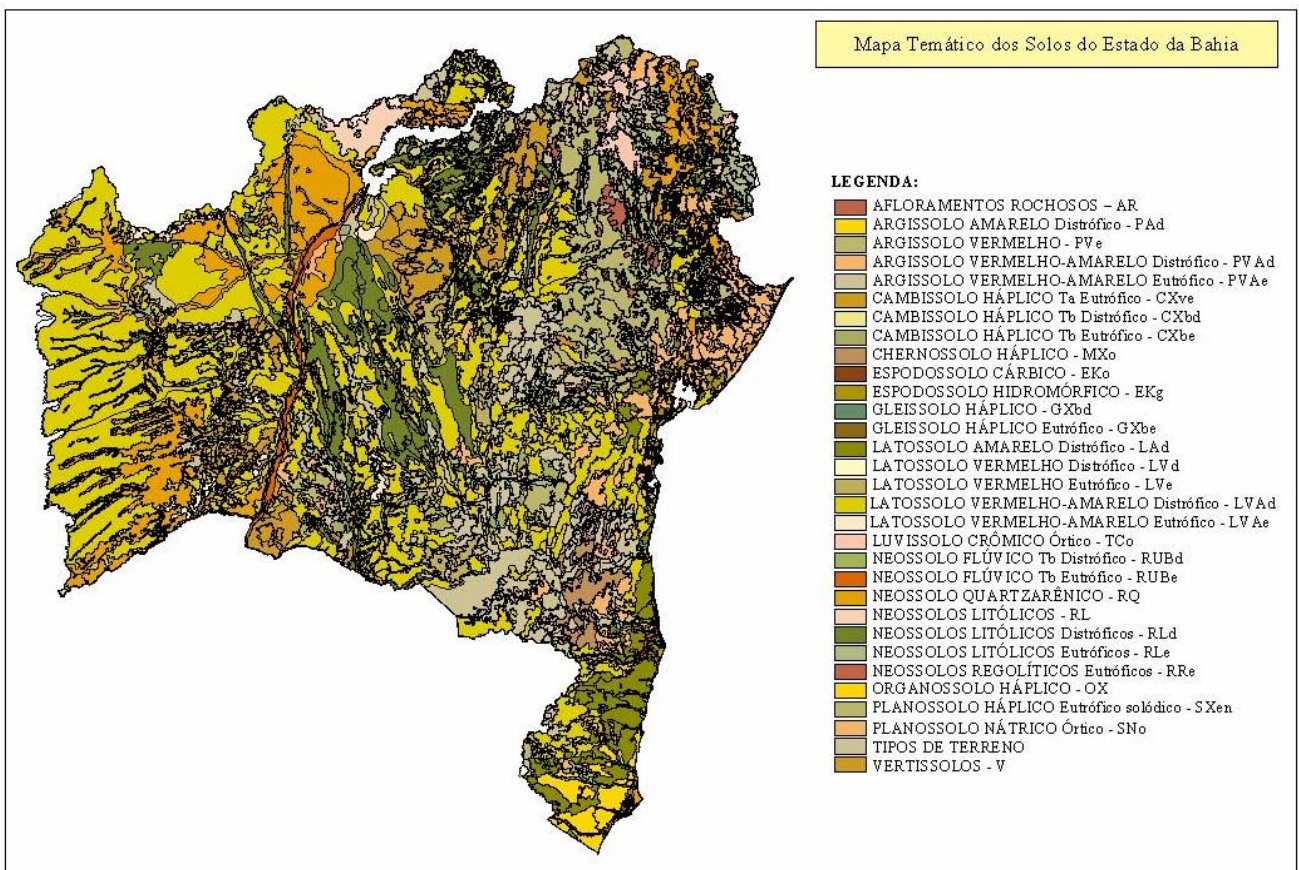 Mapa Temático dos Solos do Estado da Bahia
LEGENDA:
AFLORAMENTOS ROCHOSOS – AR
ARGISSOLO AMARELO Distrófico - PAd
ARGISSOLO VERMELHO - PVe
ARGISSOLO VERMELHO-AMARELO Distrófico - PVAd
ARGISSOLO VERMELHO-AMARELO Eutrófico - PVAe
CAMBISSOLO HÁPLICO Ta Eutrófico - CXve
CAMBISSOLO HÁPLICO Tb Distrófico - CXbd
CAMBISSOLO HÁPLICO Tb Eutrófico - CXbe
CHERNOSSOLO HÁPLICO - MXo
ESPODOSSOLO CÁRBICO - EKo
ESPODOSSOLO HIDROMÓRFICO - EKg
GLEISSOLO HÁPLICO - GXbd
GLEISSOLO HÁPLICO Eutrófico - GXbe
LATOSSOLO AMARELO Distrófico - LAd
LATOSSOLO VERMELHO Distrófico - LVd
LATOSSOLO VERMELHO Eutrófico - LVe
LATOSSOLO VERMELHO-AMARELO Distrófico - LVAd
LATOSSOLO VERMELHO-AMARELO Eutrófico - LVAe
LUVISSOLO CRÔMICO Órtico - TCo
NEOSSOLO FLÚVICO Tb Distrófico - RUBd
NEOSSOLO FLÚVICO Tb Eutrófico - RUBe
NEOSSOLO QUARTZARÊNICO - RQ
NEOSSOLOS LITÓLICOS - RL
NEOSSOLOS LITÓLICOS Distróficos - RLd
NEOSSOLOS LITÓLICOS Eutróficos - RLe
NEOSSOLOS REGOLÍTICOS Eutróficos - RRe
ORGANOSSOLO HÁPLICO - OX
PLANOSSOLO HÁPLICO Eutrófico solódico - SXen
PLANOSSOLO NÁTRICO Órtico - SNo
TIPOS DE TERRENO
VERTISSOLOS - V